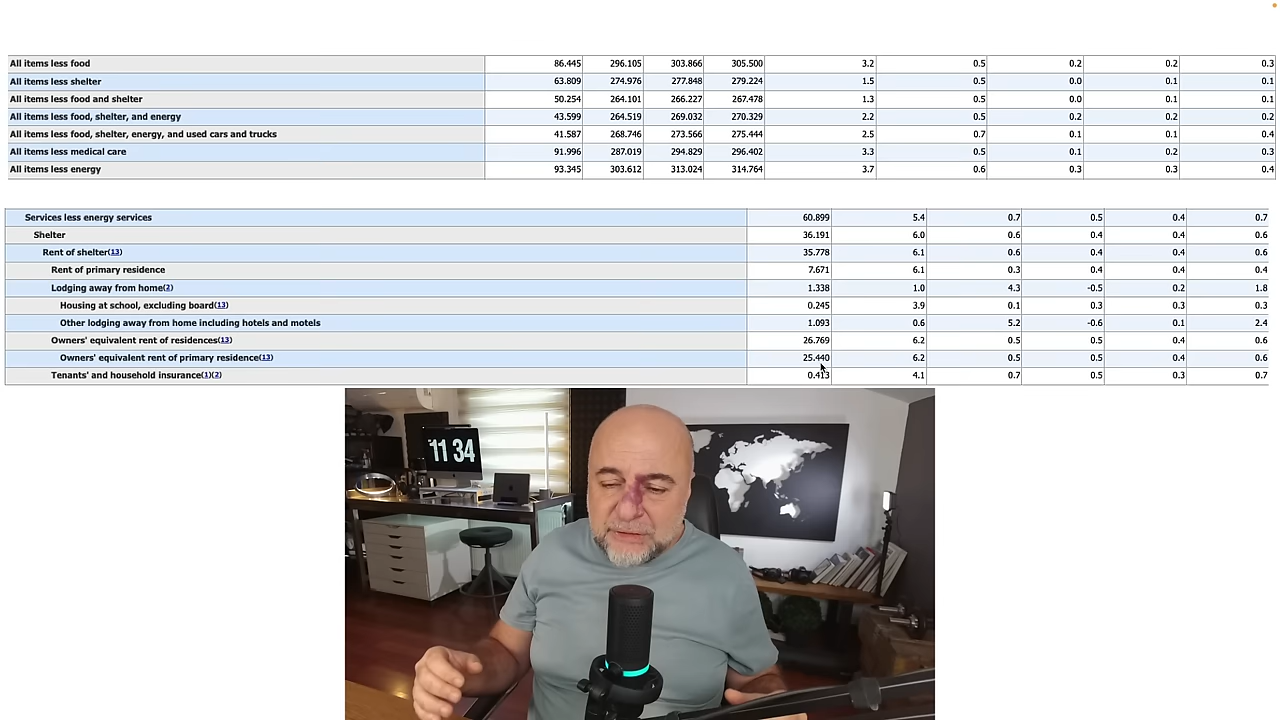 All items less food 86.445 296.105 303.866 305.500 3.2 0.5 0.2 0.2 0.3
All items less shelter 63.809 274.976 277.848 279.224 1.5 0.5 0.0 0.1 0.1
All items less food and shelter 50.254 264.101 266.227 267.478 1.3 0.5 0.0 0.1 0.1
All items less food, shelter, and energy 43.599 264.519 269.032 270.329 2.2 0.5 0.2 0.2 0.2
All items less food, shelter, energy, and used cars and trucks 41.587 268.746 273.566 275.444 2.5 0.7 0.1 0.1 0.4
All items less medical care 91.996 287.019 294.829 296.402 3.3 0.5 0.1 0.2 0.3
All items less energy 93.345 303.612 313.024 314.764 3.7 0.6 0.3 0.3 0.4
Services less energy services 60.899 5.4 0.7 0.5 0.4 0.7
Shelter 36.191 6.0 0.6 0.4 0.4 0.6
Rent of shelter(13) 35.778 6.1 0.6 0.4 0.4 0.6
Rent of primary residence 7.671 6.1 0.3 0.4 0.4 0.4
Lodging away from home(2) 1.338 1.0 4.3 -0.5 0.2 1.8
Housing at school, excluding board(13) 0.245 3.9 0.1 0.3 0.3 0.3
Other lodging away from home including hotels and motels 1.093 0.6 5.2 -0.6 0.1 2.4
Owners' equivalent rent of residences(13) 26.769 6.2 0.5 0.5 0.4 0.6
Owners' equivalent rent of primary residence(13) 25.440 6.2 0.5 0.5 0.4 0.6
Tenants' and household insurance(1)(2) 0.413 4.1 0.7 0.5 0.3 0.7
11 34